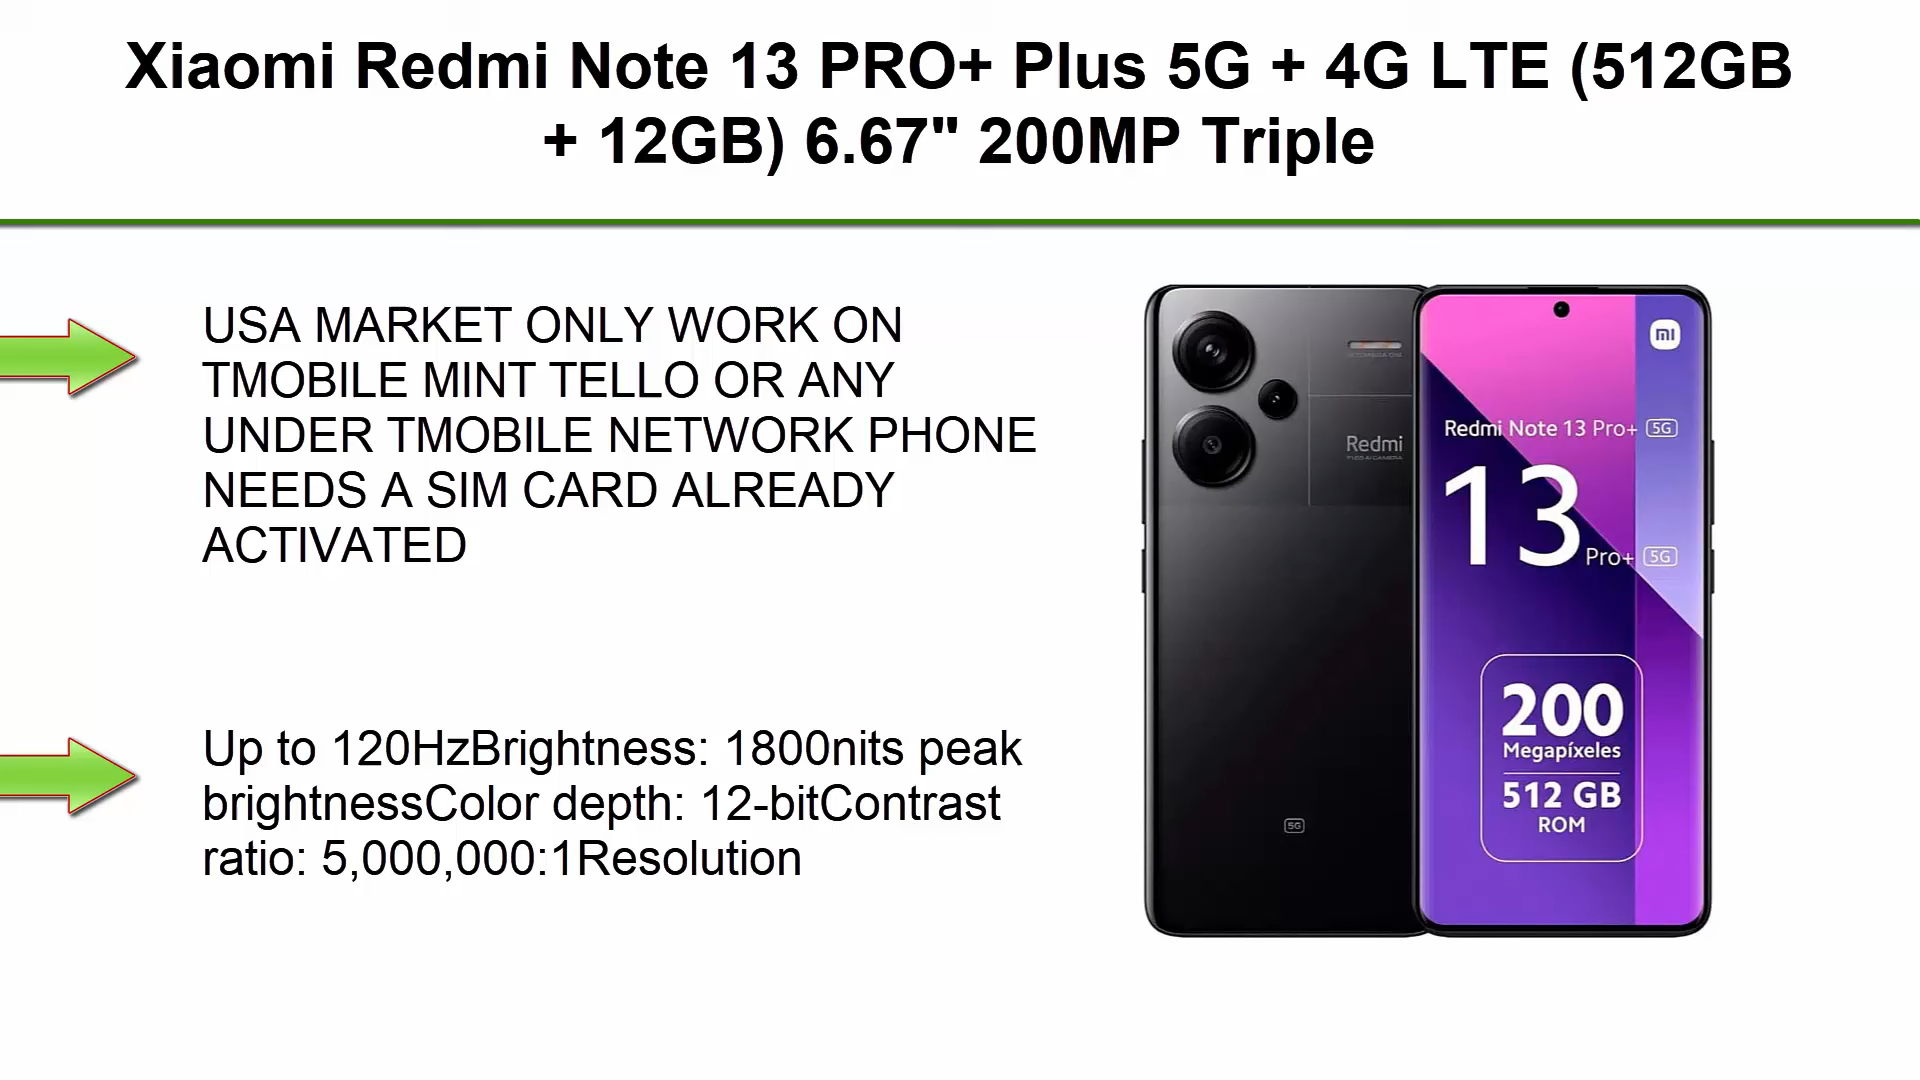 Xiaomi Redmi Note 13 PRO+ Plus 5G + 4G LTE (512GB
+ 12GB) 6.67" 200MP Triple
USA MARKET ONLY WORK ON
TMOBILE MINT TELLO OR ANY
UNDER TMOBILE NETWORK PHONE
NEEDS A SIM CARD ALREADY
ACTIVATED
Up to 120HzBrightness: 1800nits peak
brightnessColor depth: 12-bitContrast
ratio: 5,000,000:1Resolution
Redmi
5G
mi
Redmi Note 13 Pro+ 5G
13 Pro+ 5G
200
Megapíxeles
512 GB
ROM